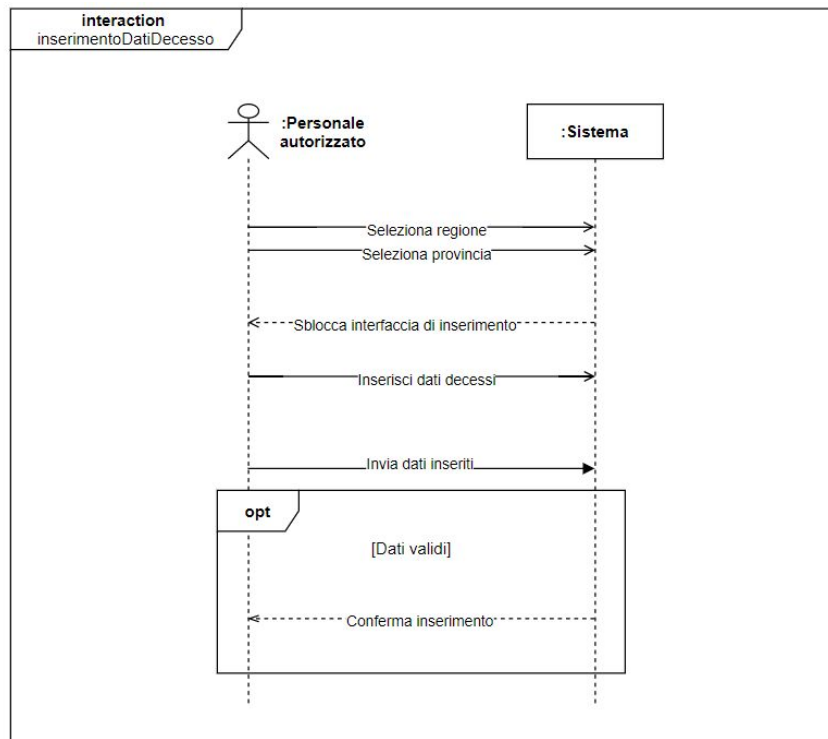 interaction
inserimentoDatiDecesso
:Personale
autorizzato
:Sistema
Seleziona regione
Seleziona provincia
Sblocca interfaccia di inserimento
Inserisci dati decessi
Invia dati inseriti
opt
[Dati validi]
Conferma inserimento